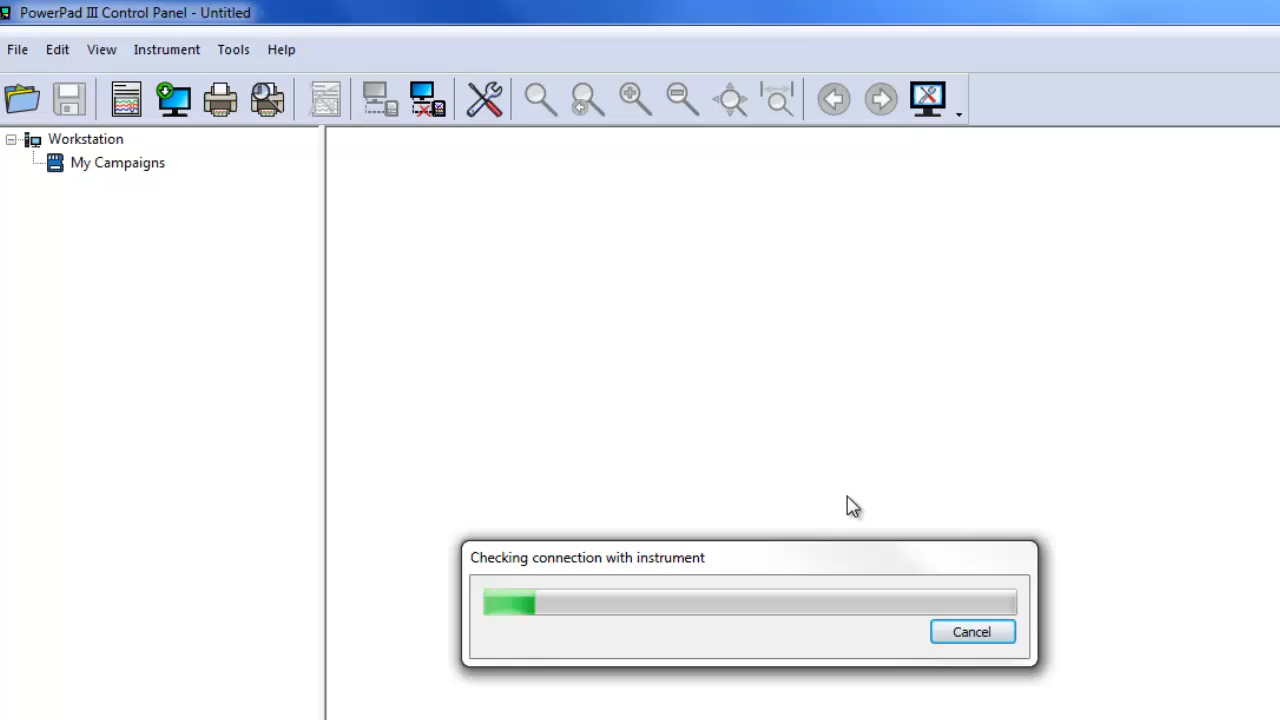 PowerPad III Control Panel - Untitled
File Edit View Instrument Tools Help
Workstation
My Campaigns
Checking connection with instrument
Cancel